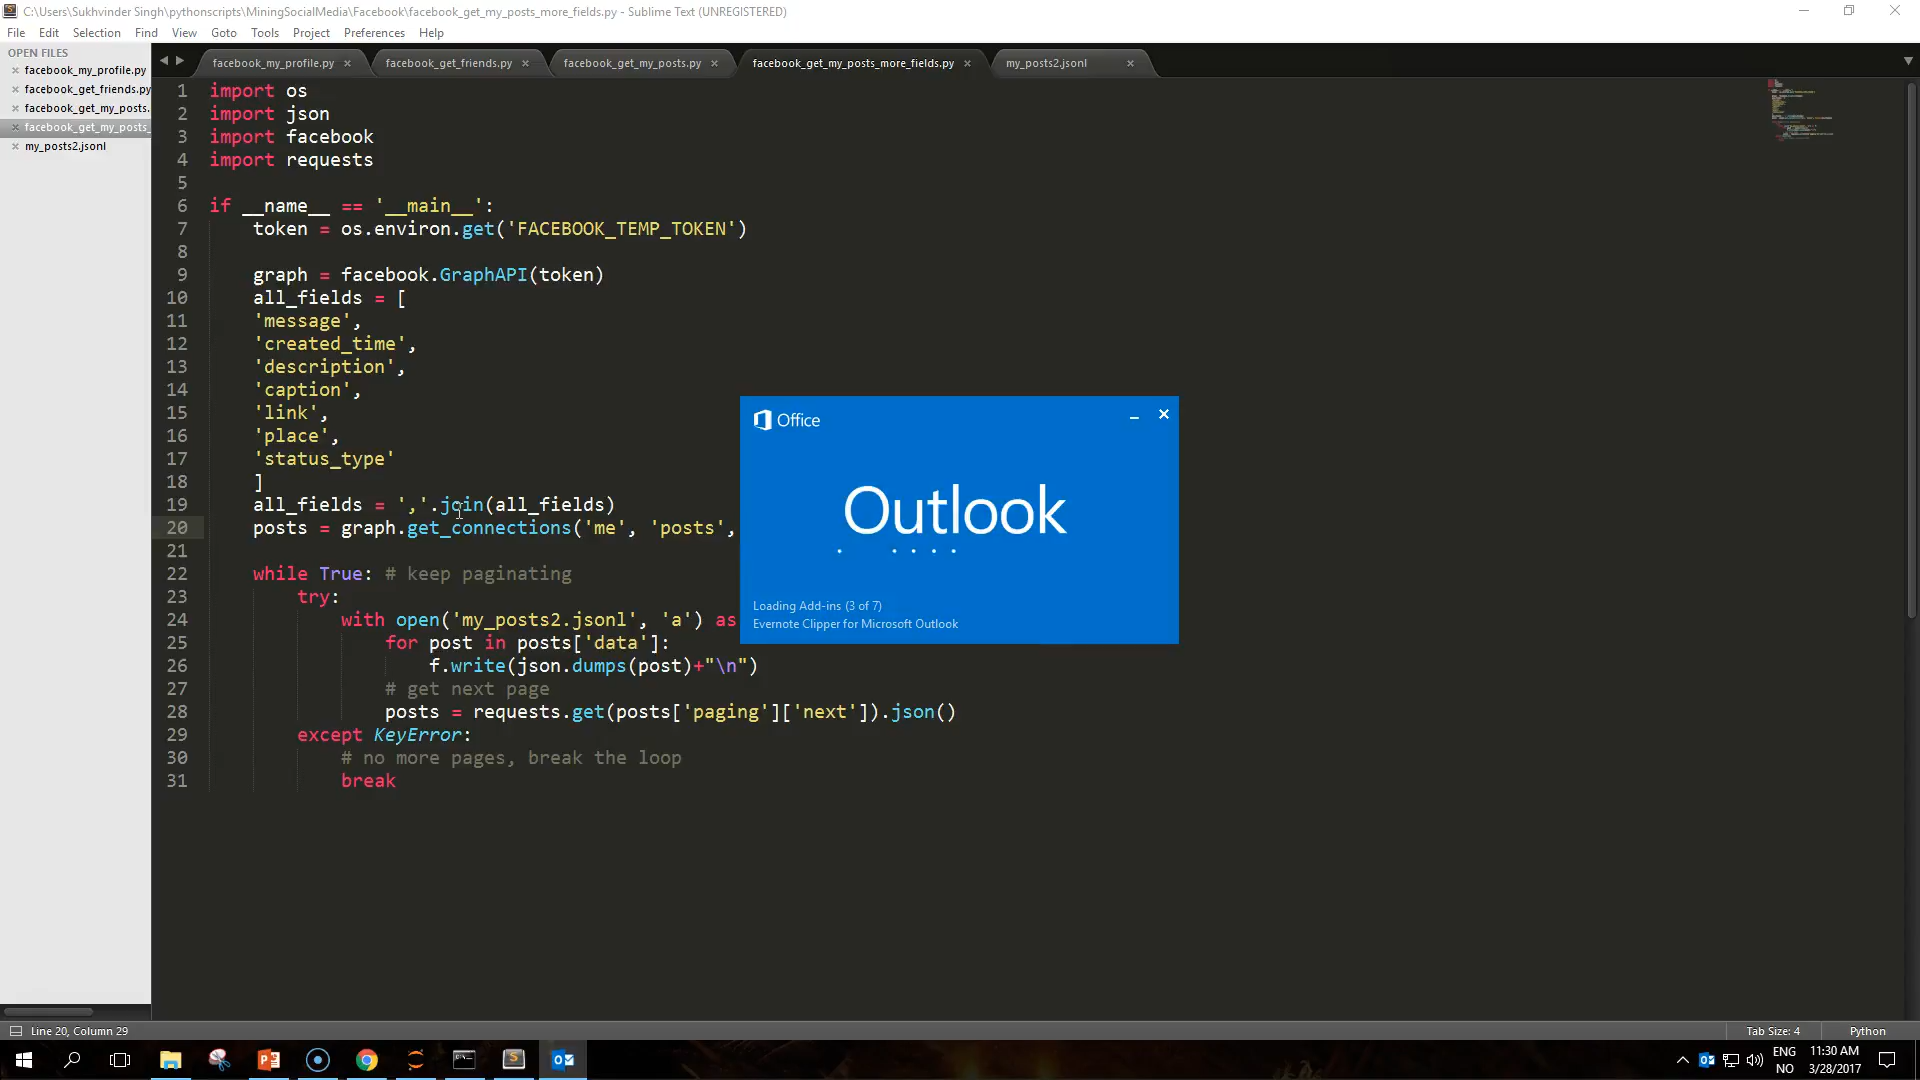 C:\Users\Sukhvinder Singh\pythonscripts\MiningSocialMedia\Facebook\facebook_get_my_posts_more_fields.py - Sublime Text (UNREGISTERED)
File Edit Selection Find View Goto Tools Project Preferences Help
OPEN FILES
facebook_my_profile.py
facebook_get_friends.py
facebook_get_my_posts.
facebook_get_my_posts_
my_posts2.jsonl
facebook_my_profile.py facebook_get_friends.py facebook_get_my_posts.py facebook_get_my_posts_more_fields.py my_posts2.jsonl
1 import os
2 import json
3 import facebook
4 import requests
5
6 if __name__ == '__main__':
7 token = os.environ.get('FACEBOOK_TEMP_TOKEN')
8
9 graph = facebook.GraphAPI(token)
10 all_fields = [
11 'message',
12 'created_time',
13 'description',
14 'caption',
15 'link',
16 'place',
17 'status_type'
18 ]
19 all_fields = ','.join(all_fields)
20 posts = graph.get_connections('me', 'posts',
21
22 while True: # keep paginating
23 try:
24 with open('my_posts2.jsonl', 'a') as
25 for post in posts['data']:
26 f.write(json.dumps(post)+"\n")
27 # get next page
28 posts = requests.get(posts['paging']['next']).json()
29 except KeyError:
30 # no more pages, break the loop
31 break
Office
Outlook
Loading Add-ins (3 of 7)
Evernote Clipper for Microsoft Outlook
Line 20, Column 29
Tab Size: 4 Python
ENG
NO
11:30 AM
3/28/2017